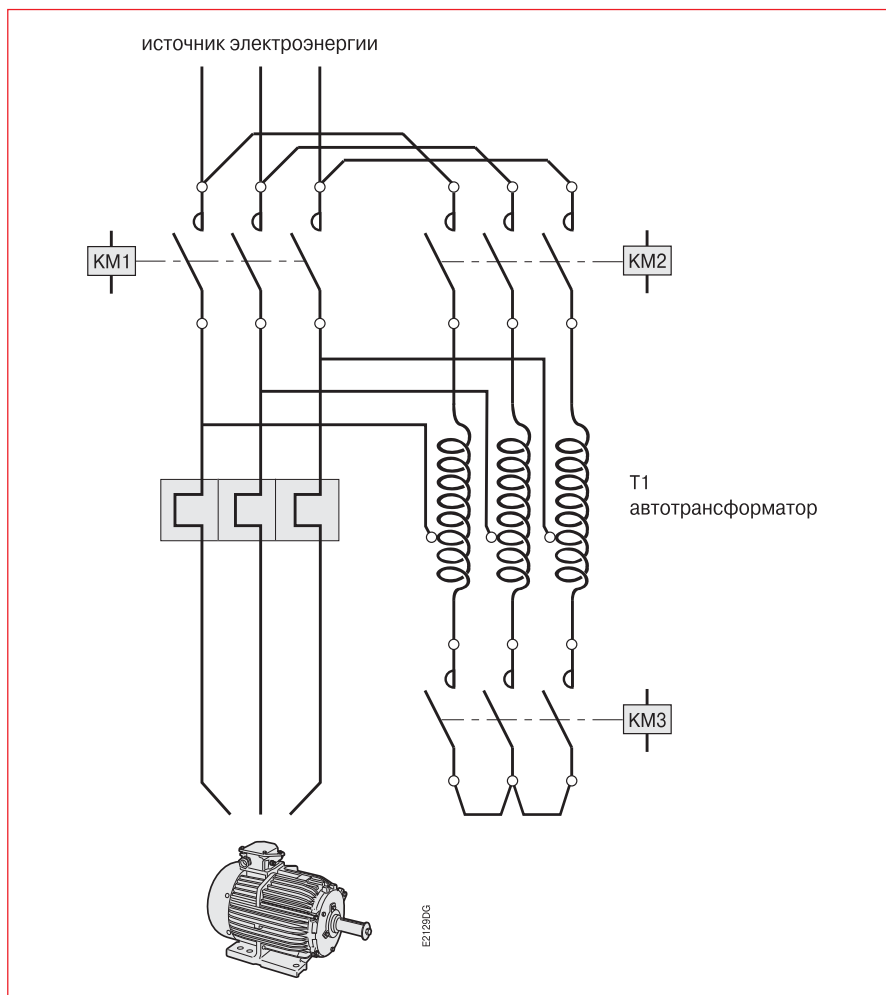 источник электроэнергии
KM1
KM2
T1
автотрансформатор
KM3
E2129DG